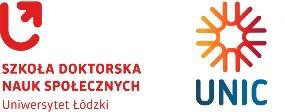 SZKOŁA DOKTORSKA
NAUK SPOŁECZNYCH
Uniwersytet Łódzki
UNIC